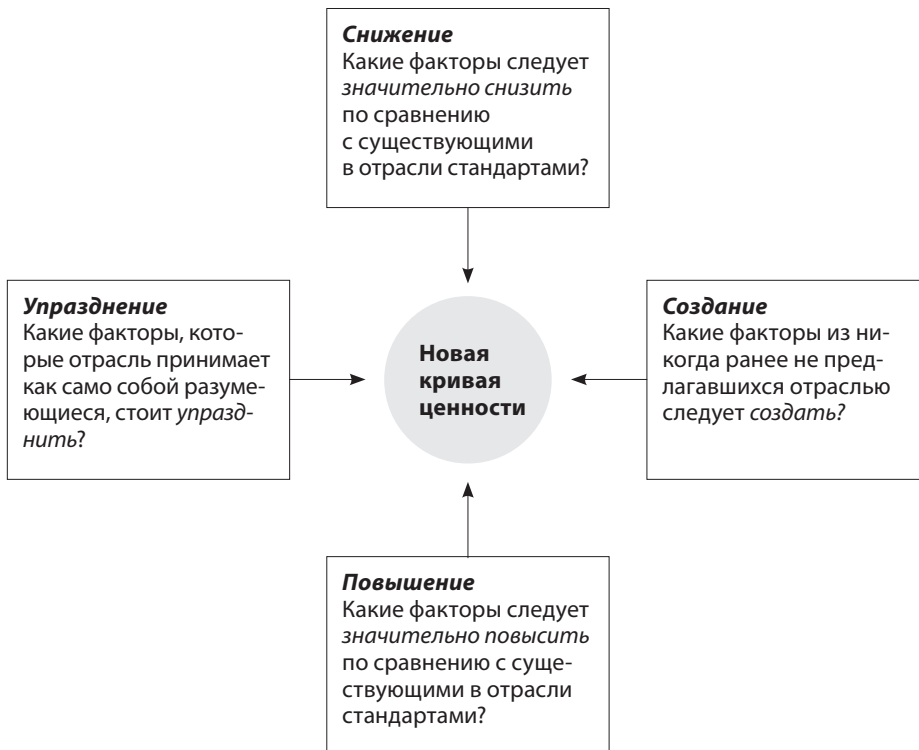 Снижение
Какие факторы следует
значительно снизить
по сравнению
с существующими
в отрасли стандартами?
Упразднение
Какие факторы, кото-
рые отрасль принимает
как само собой разуме-
ющиеся, стоит упразд-
нить?
Новая
кривая
ценности
Создание
Какие факторы из ни-
когда ранее не пред-
лагавшихся отраслью
следует создать?
Повышение
Какие факторы следует
значительно повысить
по сравнению с суще-
ствующими в отрасли
стандартами?